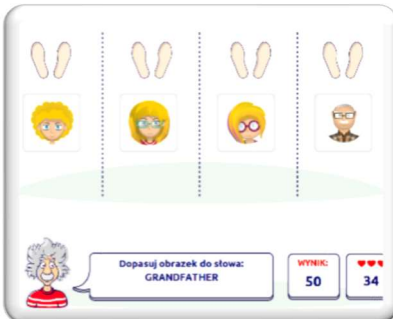 Dopasuj obrazek do słowa:
GRANDFATHER
WYNIK:
50
34